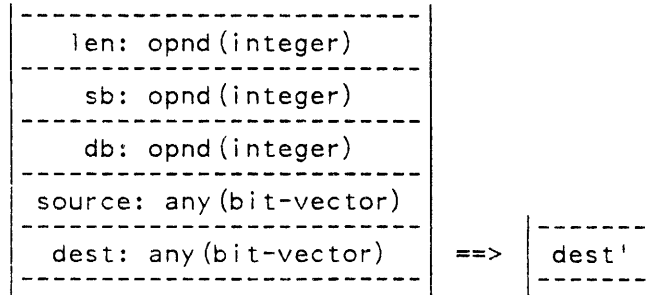 len: opnd(integer)
sb: opnd(integer)
db: opnd(integer)
source: any(bit-vector)
dest: any(bit-vector) ==> dest'